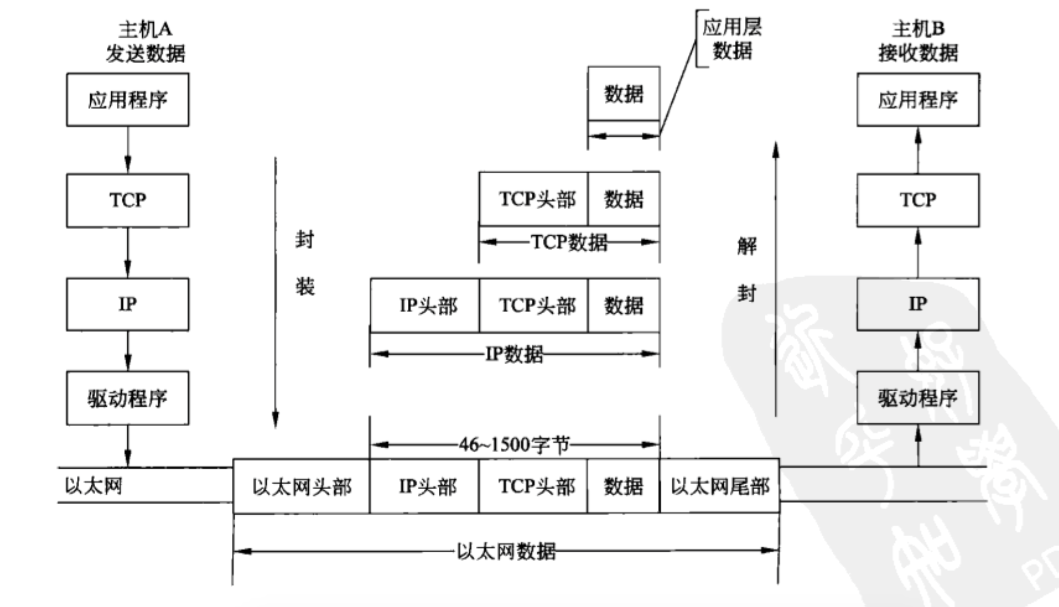 主机A
发送数据
应用程序
TCP
IP
驱动程序
以太网
封
装
应用层
数据
数据
TCP头部 数据
TCP数据
IP头部 TCP头部 数据
IP数据
46~1500字节
以太网头部 IP头部 TCP头部 数据 以太网尾部
以太网数据
解
封
主机B
接收数据
应用程序
TCP
IP
驱动程序
PD